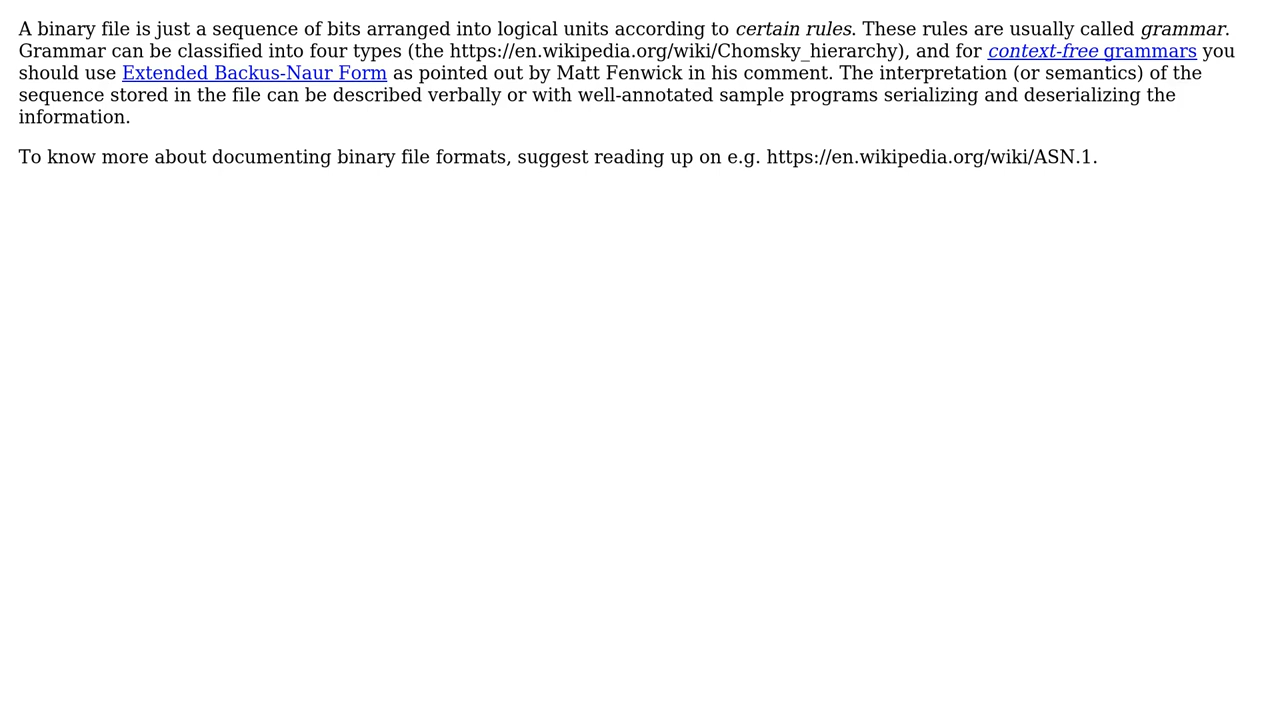 A binary file is just a sequence of bits arranged into logical units according to certain rules. These rules are usually called grammar.
Grammar can be classified into four types (the https://en.wikipedia.org/wiki/Chomsky_hierarchy), and for context-free grammars you
should use Extended Backus-Naur Form as pointed out by Matt Fenwick in his comment. The interpretation (or semantics) of the
sequence stored in the file can be described verbally or with well-annotated sample programs serializing and deserializing the
information.
To know more about documenting binary file formats, suggest reading up on e.g. https://en.wikipedia.org/wiki/ASN.1.